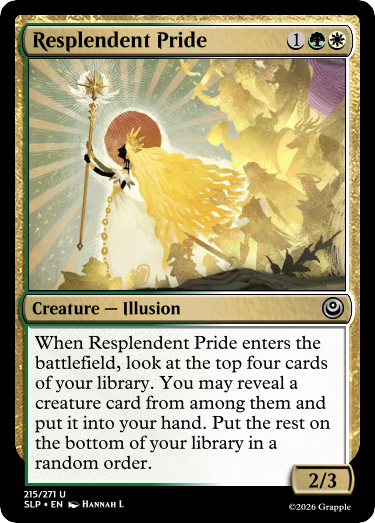 Resplendent Pride 1
Creature — Illusion
When Resplendent Pride enters the
battlefield, look at the top four cards
of your library. You may reveal a
creature card from among them and
put it into your hand. Put the rest on
the bottom of your library in a
random order.
2/3
215/271 U
SLP • EN Hannah L
©2026 Grapple